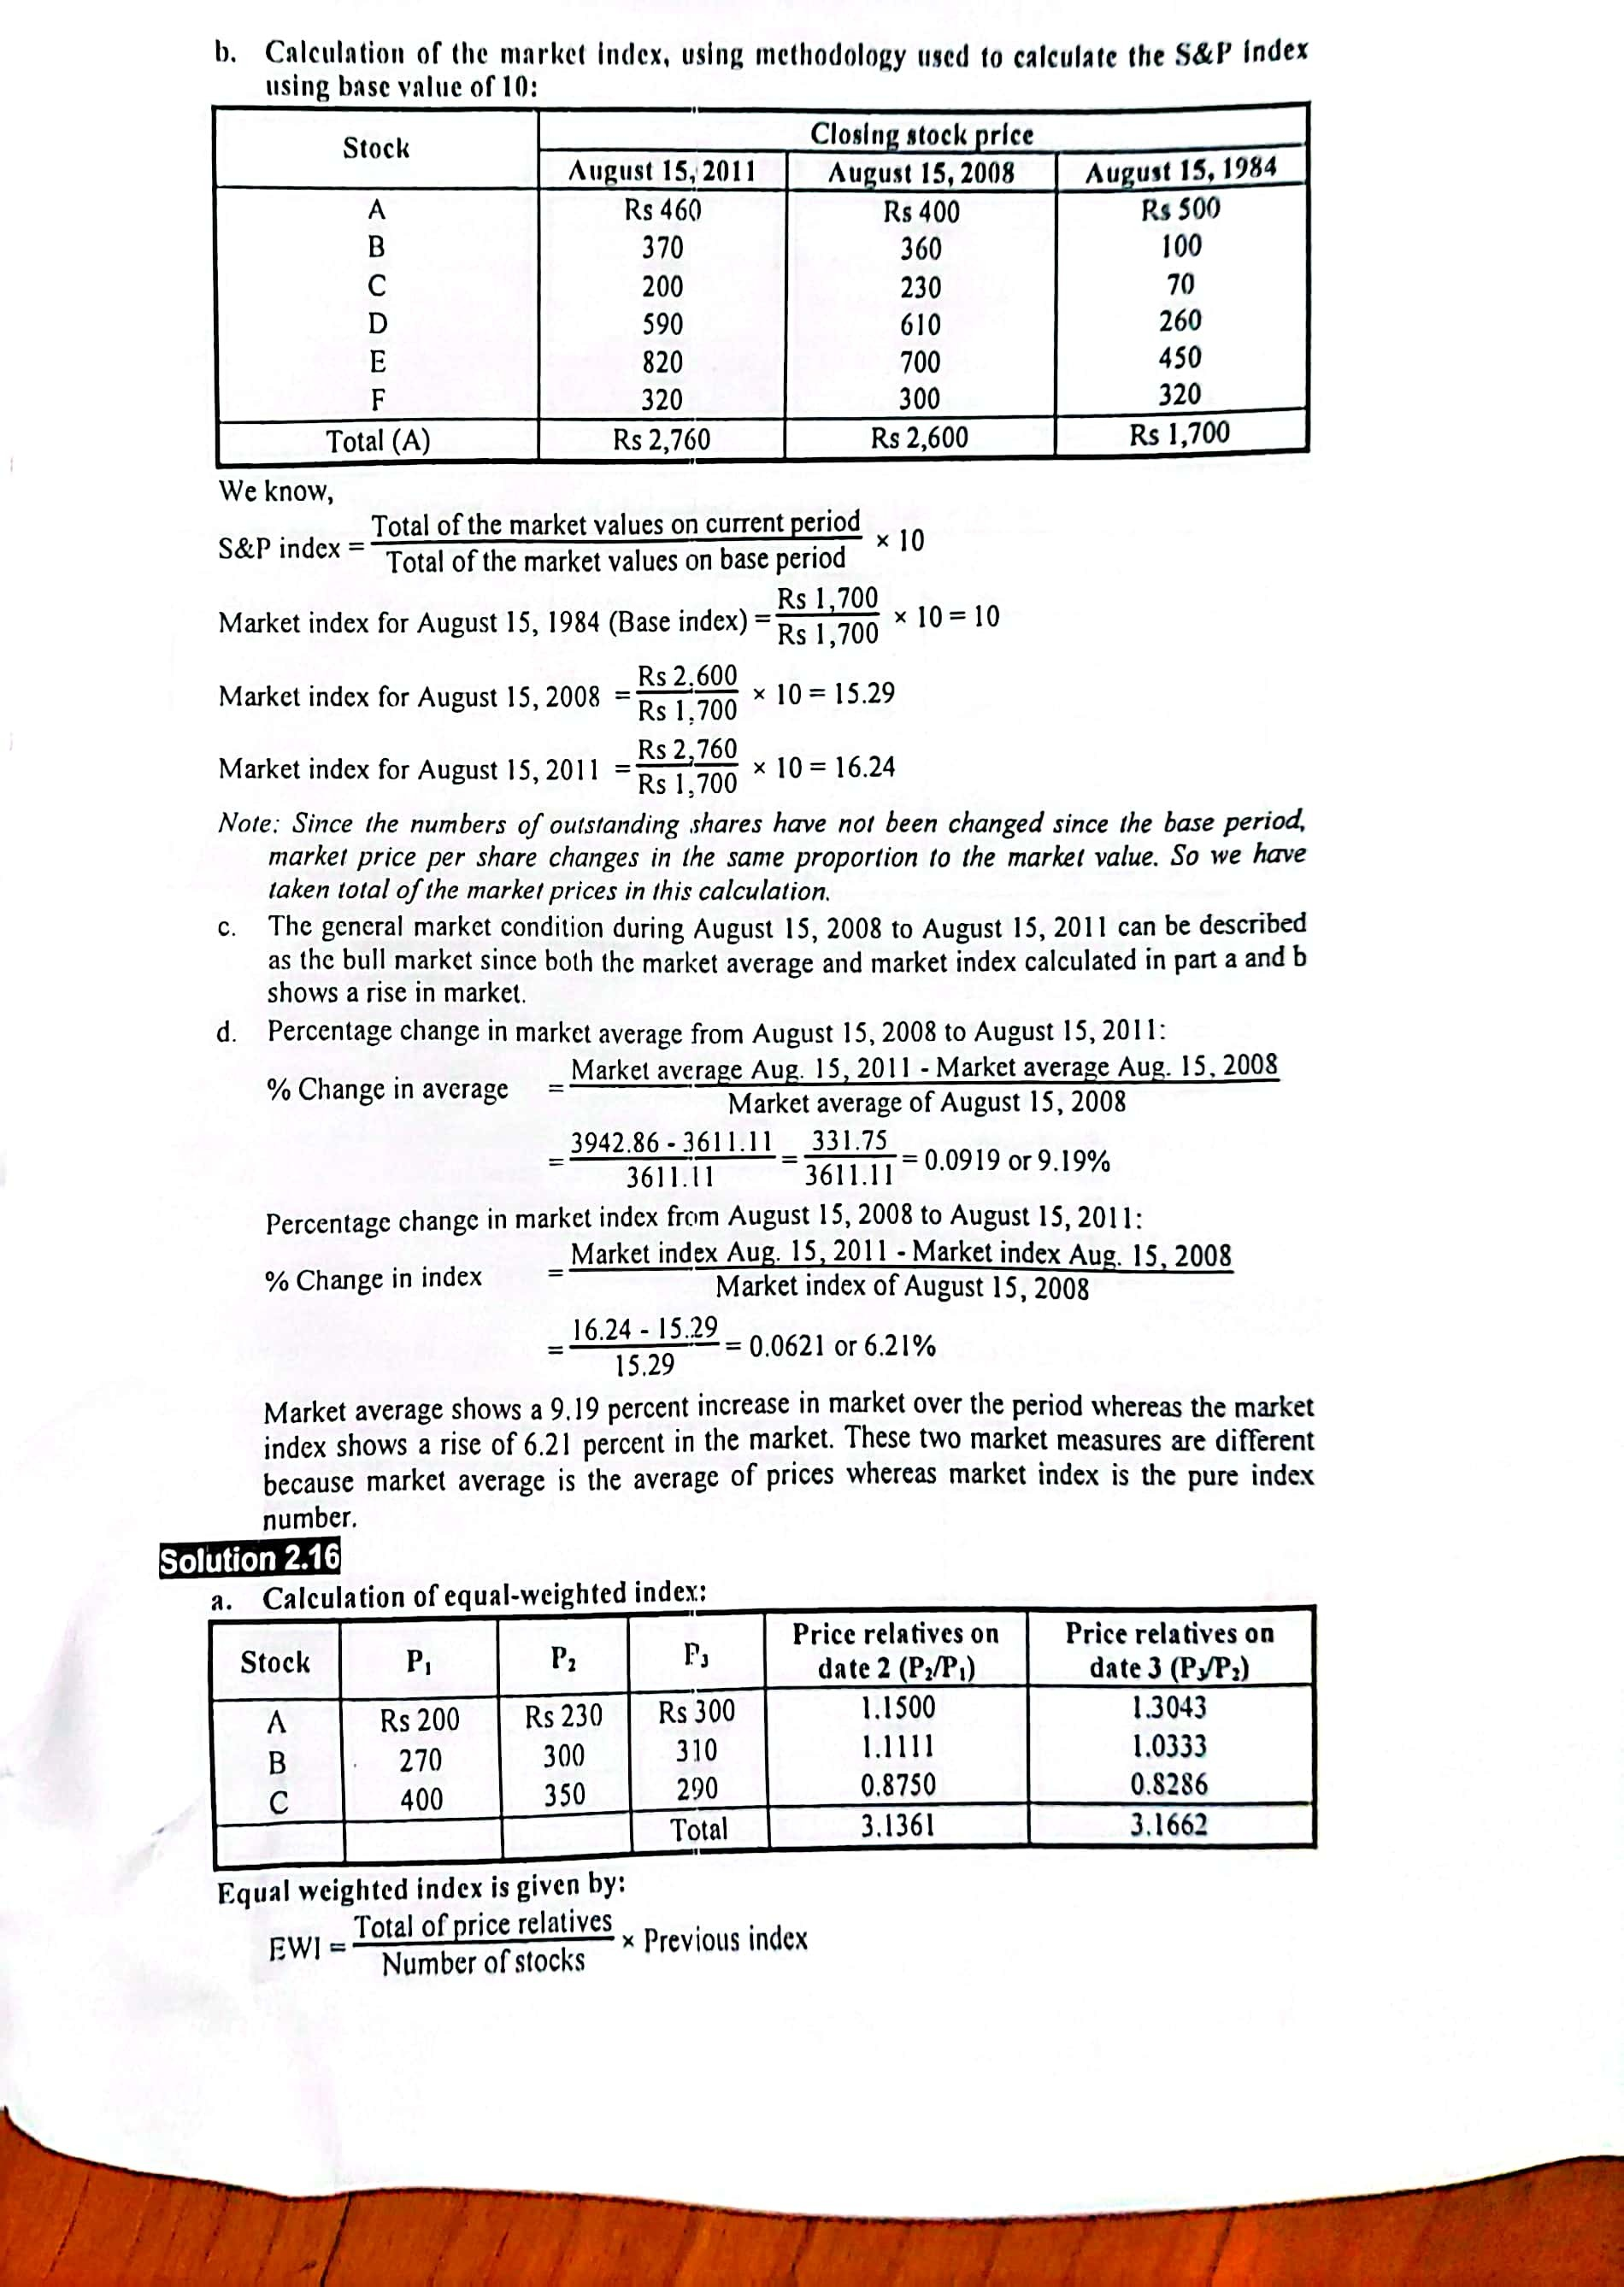 b. Calculation of the market index, using methodology used to calculate the S&P index
using base value of 10:
Stock Closing stock price
August 15, 2011 August 15, 2008 August 15, 1984
A Rs 460 Rs 400 Rs 500
B 370 360 100
C 200 230 70
D 590 610 260
E 820 700 450
F 320 300 320
Total (A) Rs 2,760 Rs 2,600 Rs 1,700
We know,
S&P index = Total of the market values on current period / Total of the market values on base period × 10
Market index for August 15, 1984 (Base index) = Rs 1,700 / Rs 1,700 × 10 = 10
Market index for August 15, 2008 = Rs 2,600 / Rs 1,700 × 10 = 15.29
Market index for August 15, 2011 = Rs 2,760 / Rs 1,700 × 10 = 16.24
Note: Since the numbers of outstanding shares have not been changed since the base period,
market price per share changes in the same proportion to the market value. So we have
taken total of the market prices in this calculation.
c. The general market condition during August 15, 2008 to August 15, 2011 can be described
as the bull market since both the market average and market index calculated in part a and b
shows a rise in market.
d. Percentage change in market average from August 15, 2008 to August 15, 2011:
% Change in average = Market average Aug. 15, 2011 - Market average Aug. 15, 2008 / Market average of August 15, 2008
= 3942.86 - 3611.11 / 3611.11 = 331.75 / 3611.11 = 0.0919 or 9.19%
Percentage change in market index from August 15, 2008 to August 15, 2011:
% Change in index = Market index Aug. 15, 2011 - Market index Aug. 15, 2008 / Market index of August 15, 2008
= 16.24 - 15.29 / 15.29 = 0.0621 or 6.21%
Market average shows a 9.19 percent increase in market over the period whereas the market
index shows a rise of 6.21 percent in the market. These two market measures are different
because market average is the average of prices whereas market index is the pure index
number.
Solution 2.16
a. Calculation of equal-weighted index:
Stock P₁ P₂ P₃ Price relatives on date 2 (P₂/P₁) Price relatives on date 3 (P₃/P₂)
A Rs 200 Rs 230 Rs 300 1.1500 1.3043
B 270 300 310 1.1111 1.0333
C 400 350 290 0.8750 0.8286
Total 3.1361 3.1662
Equal weighted index is given by:
EWI = Total of price relatives / Number of stocks × Previous index